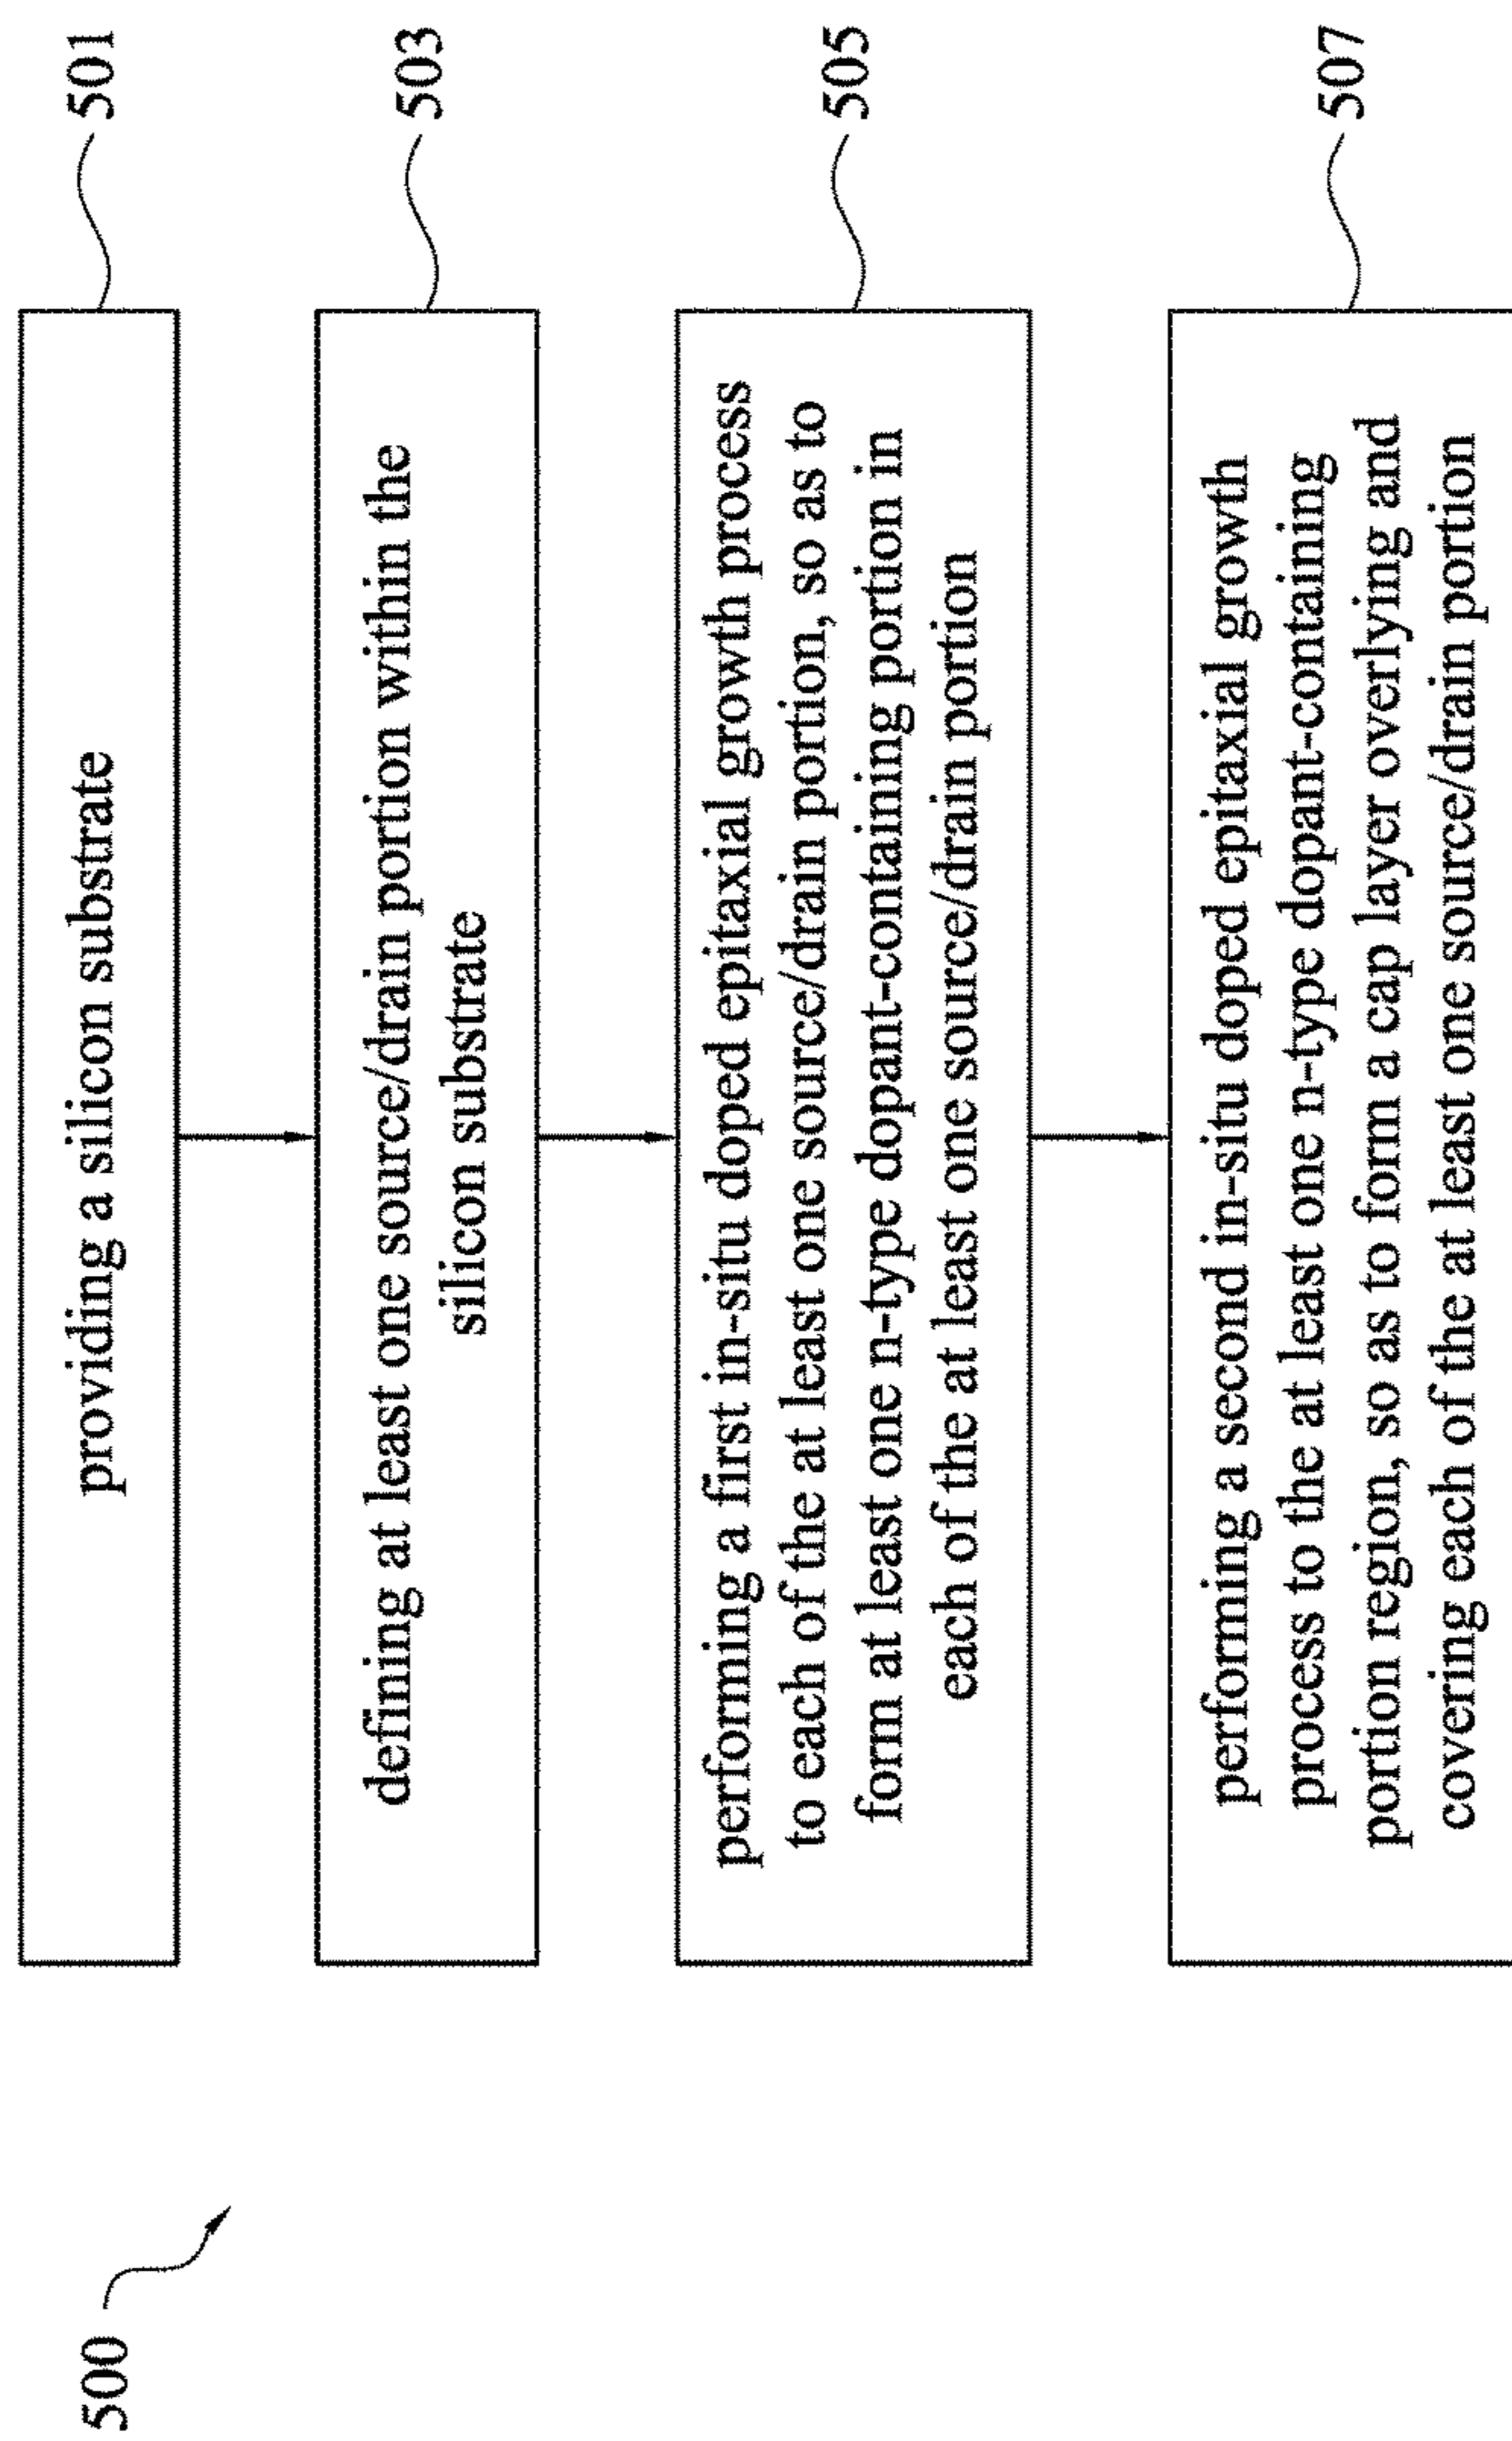 500
501
providing a silicon substrate
503
defining at least one source/drain portion within the
silicon substrate
505
performing a first in-situ doped epitaxial growth process
to each of the at least one source/drain portion, so as to
form at least one n-type dopant-containing portion in
each of the at least one source/drain portion
507
performing a second in-situ doped epitaxial growth
process to the at least one n-type dopant-containing
portion region, so as to form a cap layer overlying and
covering each of the at least one source/drain portion